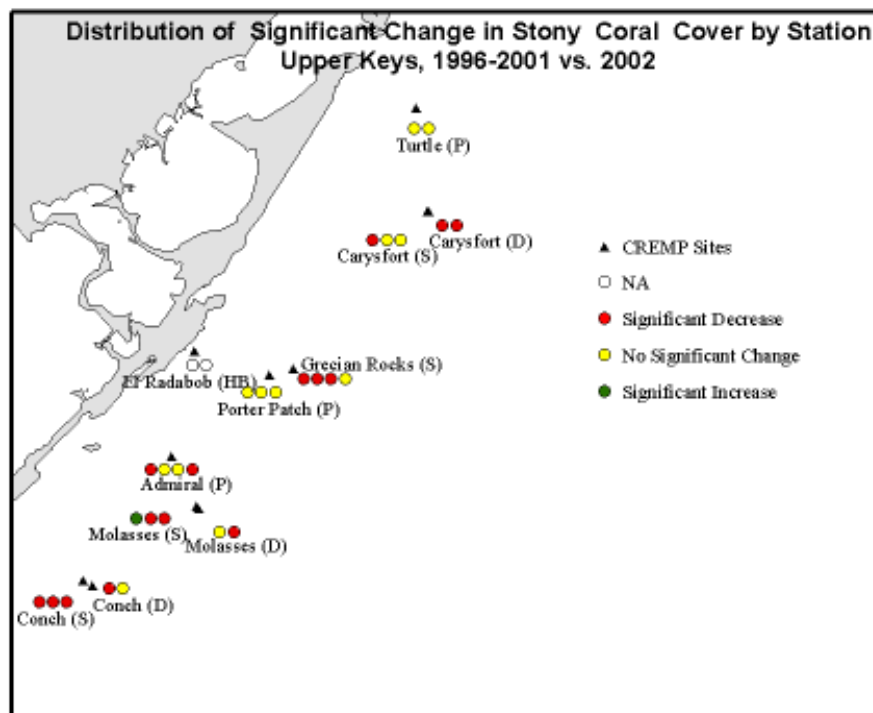 Distribution of Significant Change in Stony Coral Cover by Station
Upper Keys, 1996-2001 vs. 2002
Turtle (P)
Carysfort (D)
Carysfort (S)
CREMP Sites
NA
Significant Decrease
No Significant Change
Significant Increase
Grecian Rocks (S)
El Radabob (HB)
Porter Patch (P)
Admiral (P)
Molasses (S)
Molasses (D)
Conch (D)
Conch (S)